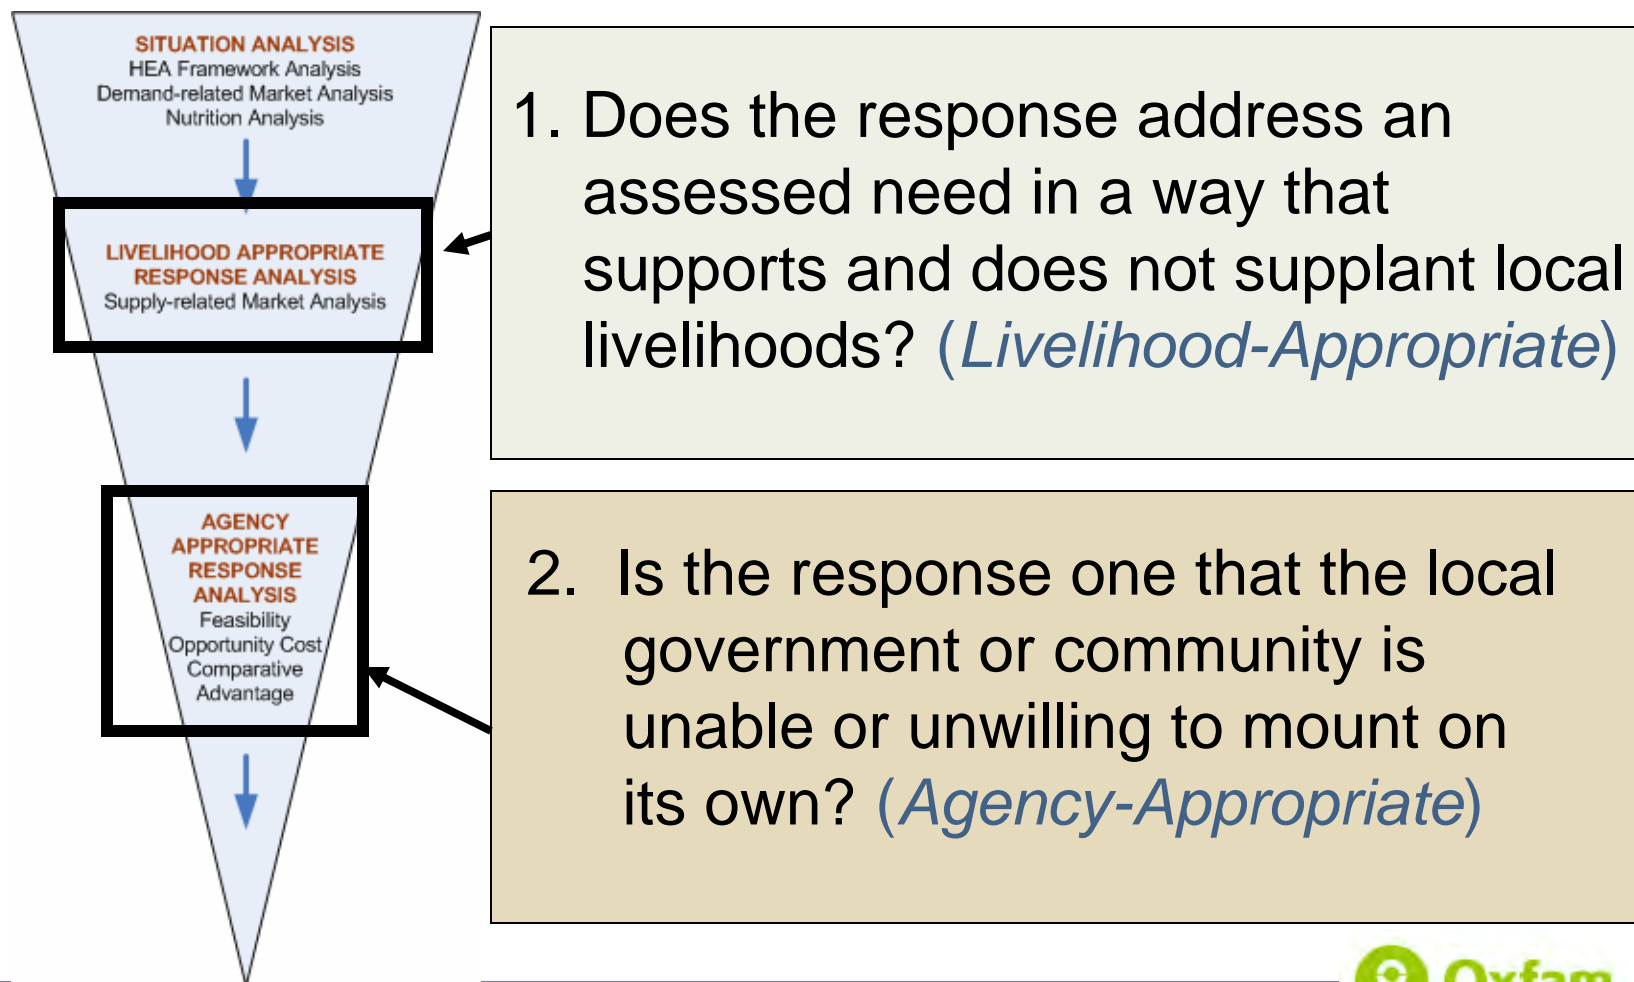 SITUATION ANALYSIS
HEA Framework Analysis
Demand-related Market Analysis
Nutrition Analysis
LIVELIHOOD APPROPRIATE
RESPONSE ANALYSIS
Supply-related Market Analysis
AGENCY
APPROPRIATE
RESPONSE
ANALYSIS
Feasibility
Opportunity Cost
Comparative
Advantage
1. Does the response address an
assessed need in a way that
supports and does not supplant local
livelihoods? (Livelihood-Appropriate)
2. Is the response one that the local
government or community is
unable or unwilling to mount on
its own? (Agency-Appropriate)
Oxfam